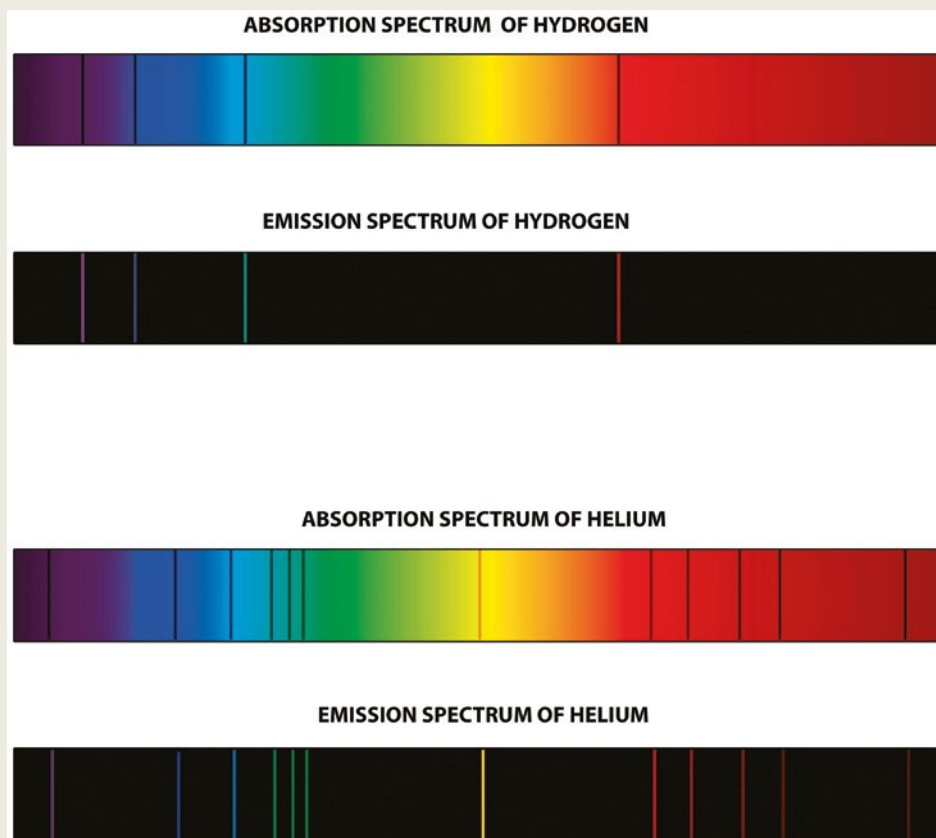 ABSORPTION SPECTRUM OF HYDROGEN
EMISSION SPECTRUM OF HYDROGEN
ABSORPTION SPECTRUM OF HELIUM
EMISSION SPECTRUM OF HELIUM